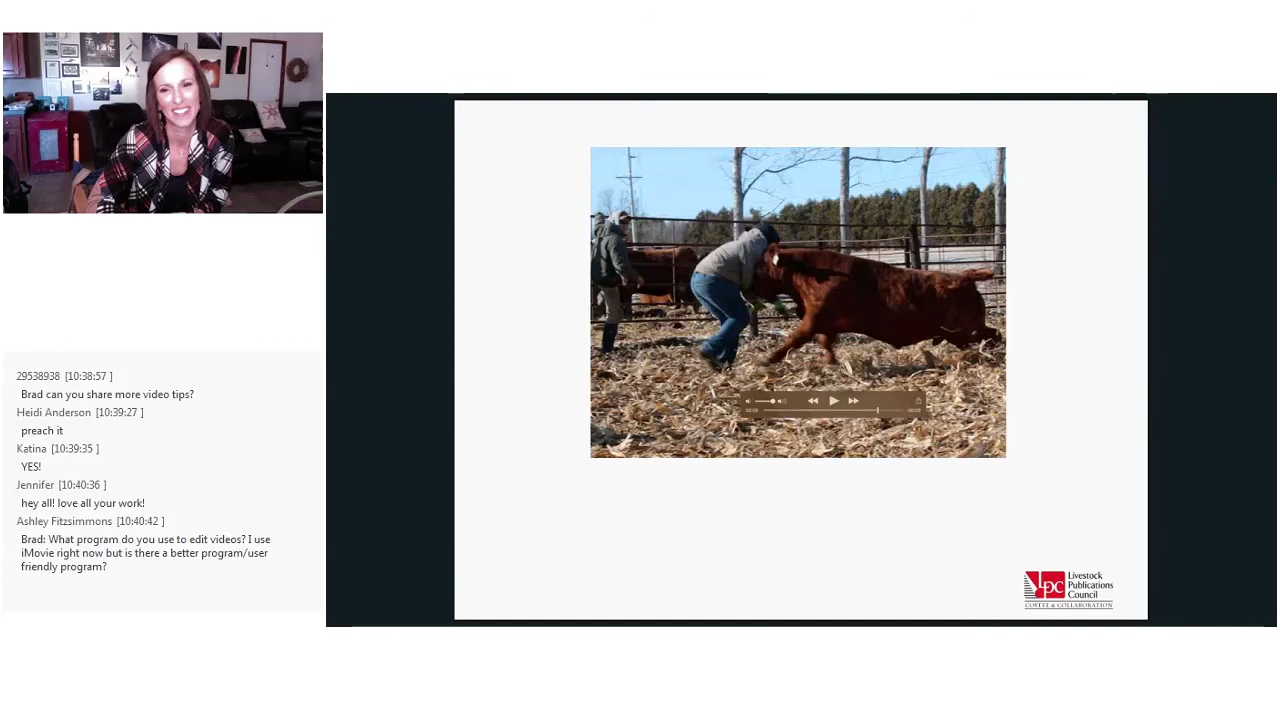 29538938 [10:38:57 ]
Brad can you share more video tips?
Heidi Anderson [10:39:27 ]
preach it
Katina [10:39:35 ]
YES!
Jennifer [10:40:36 ]
hey all! love all your work!
Ashley Fitzsimmons [10:40:42 ]
Brad: What program do you use to edit videos? I use
iMovie right now but is there a better program/user
friendly program?
LPC
Livestock
Publications
Council
COFFEE & COLLABORATION